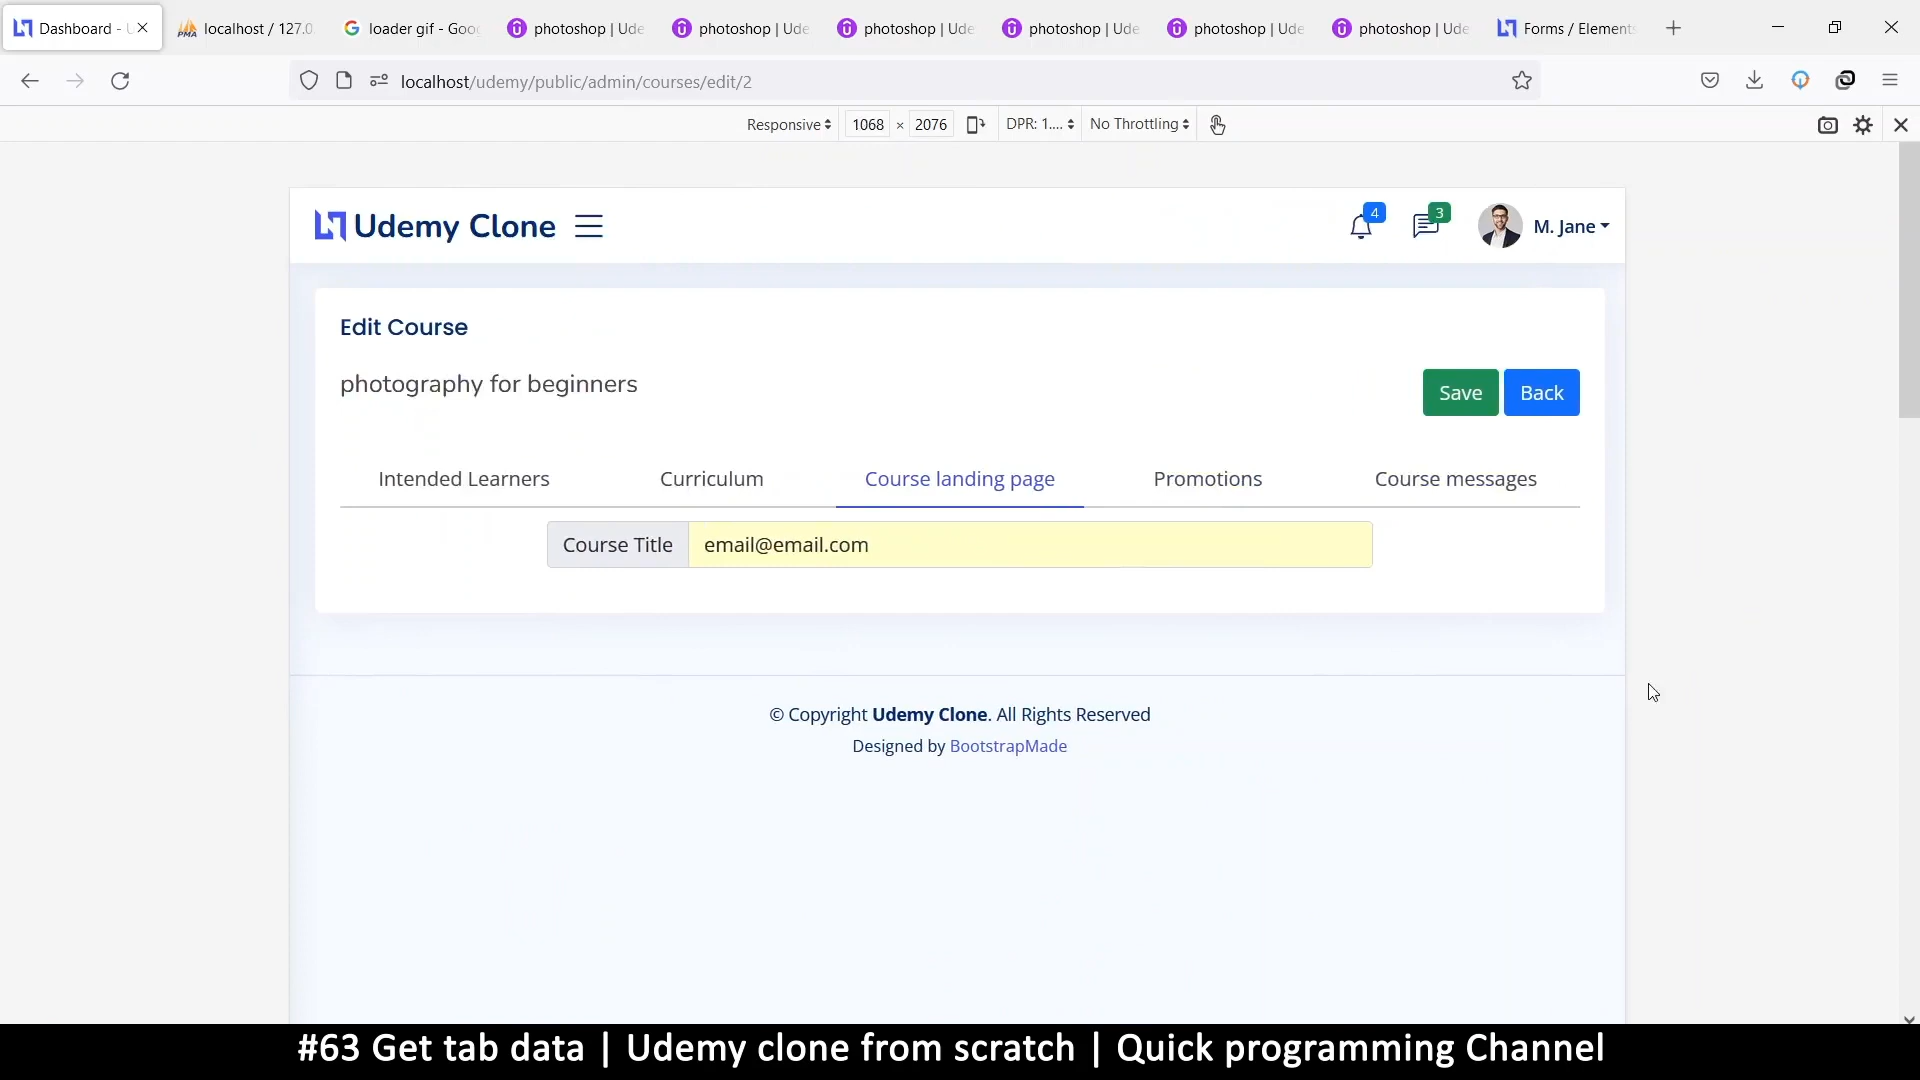 Dashboard - U
localhost / 127.0
loader gif - Goog
photoshop | Ude
photoshop | Ude
photoshop | Ude
photoshop | Ude
photoshop | Ude
photoshop | Ude
Forms / Elements
localhost/udemy/public/admin/courses/edit/2
Responsive
1068 × 2076
DPR: 1....
No Throttling
Udemy Clone
4
3
M. Jane
Edit Course
photography for beginners
Save
Back
Intended Learners
Curriculum
Course landing page
Promotions
Course messages
Course Title
email@email.com
© Copyright Udemy Clone. All Rights Reserved
Designed by BootstrapMade
#63 Get tab data | Udemy clone from scratch | Quick programming Channel